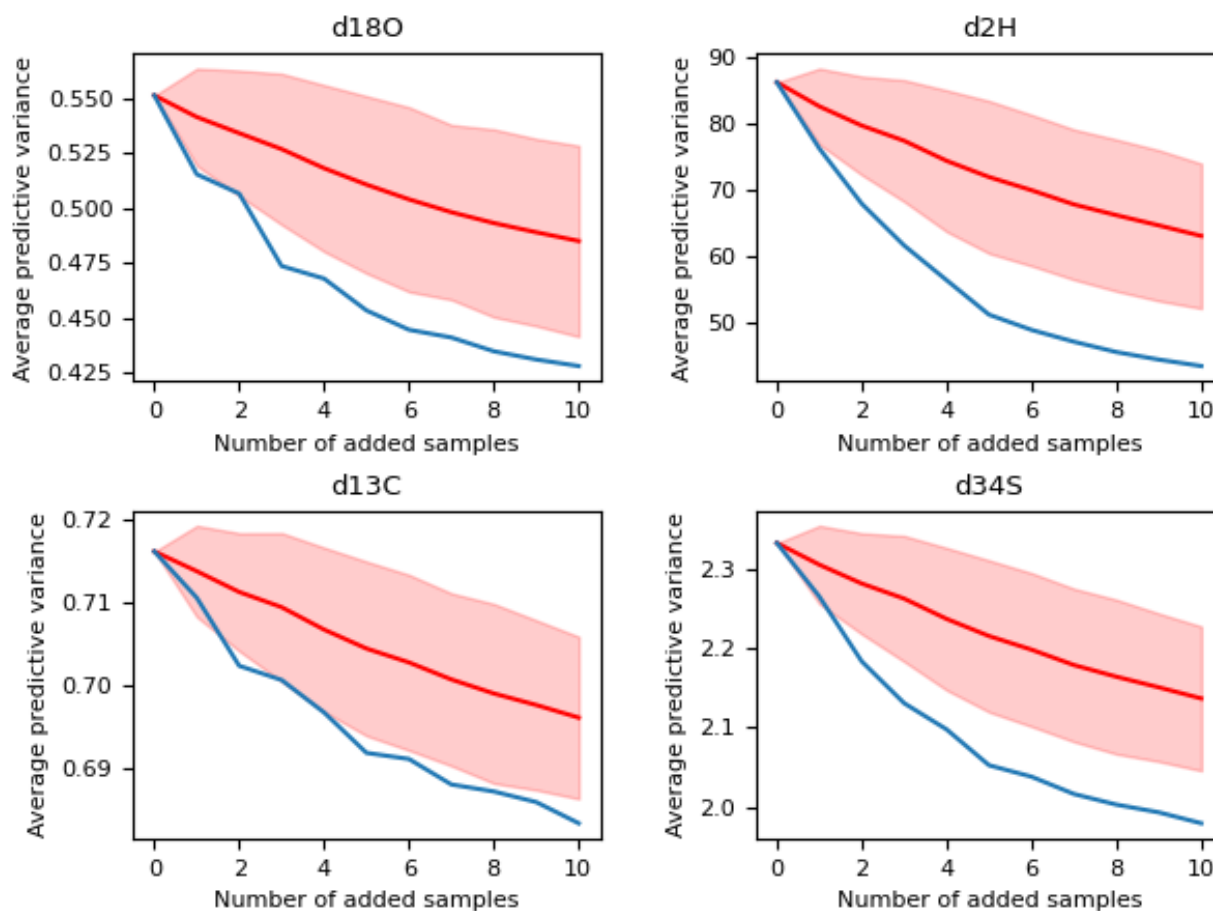 d18O
Average predictive variance
0.550
0.525
0.500
0.475
0.450
0.425
0 2 4 6 8 10
Number of added samples
d2H
Average predictive variance
90
80
70
60
50
0 2 4 6 8 10
Number of added samples
d13C
Average predictive variance
0.72
0.71
0.70
0.69
0 2 4 6 8 10
Number of added samples
d34S
Average predictive variance
2.3
2.2
2.1
2.0
0 2 4 6 8 10
Number of added samples